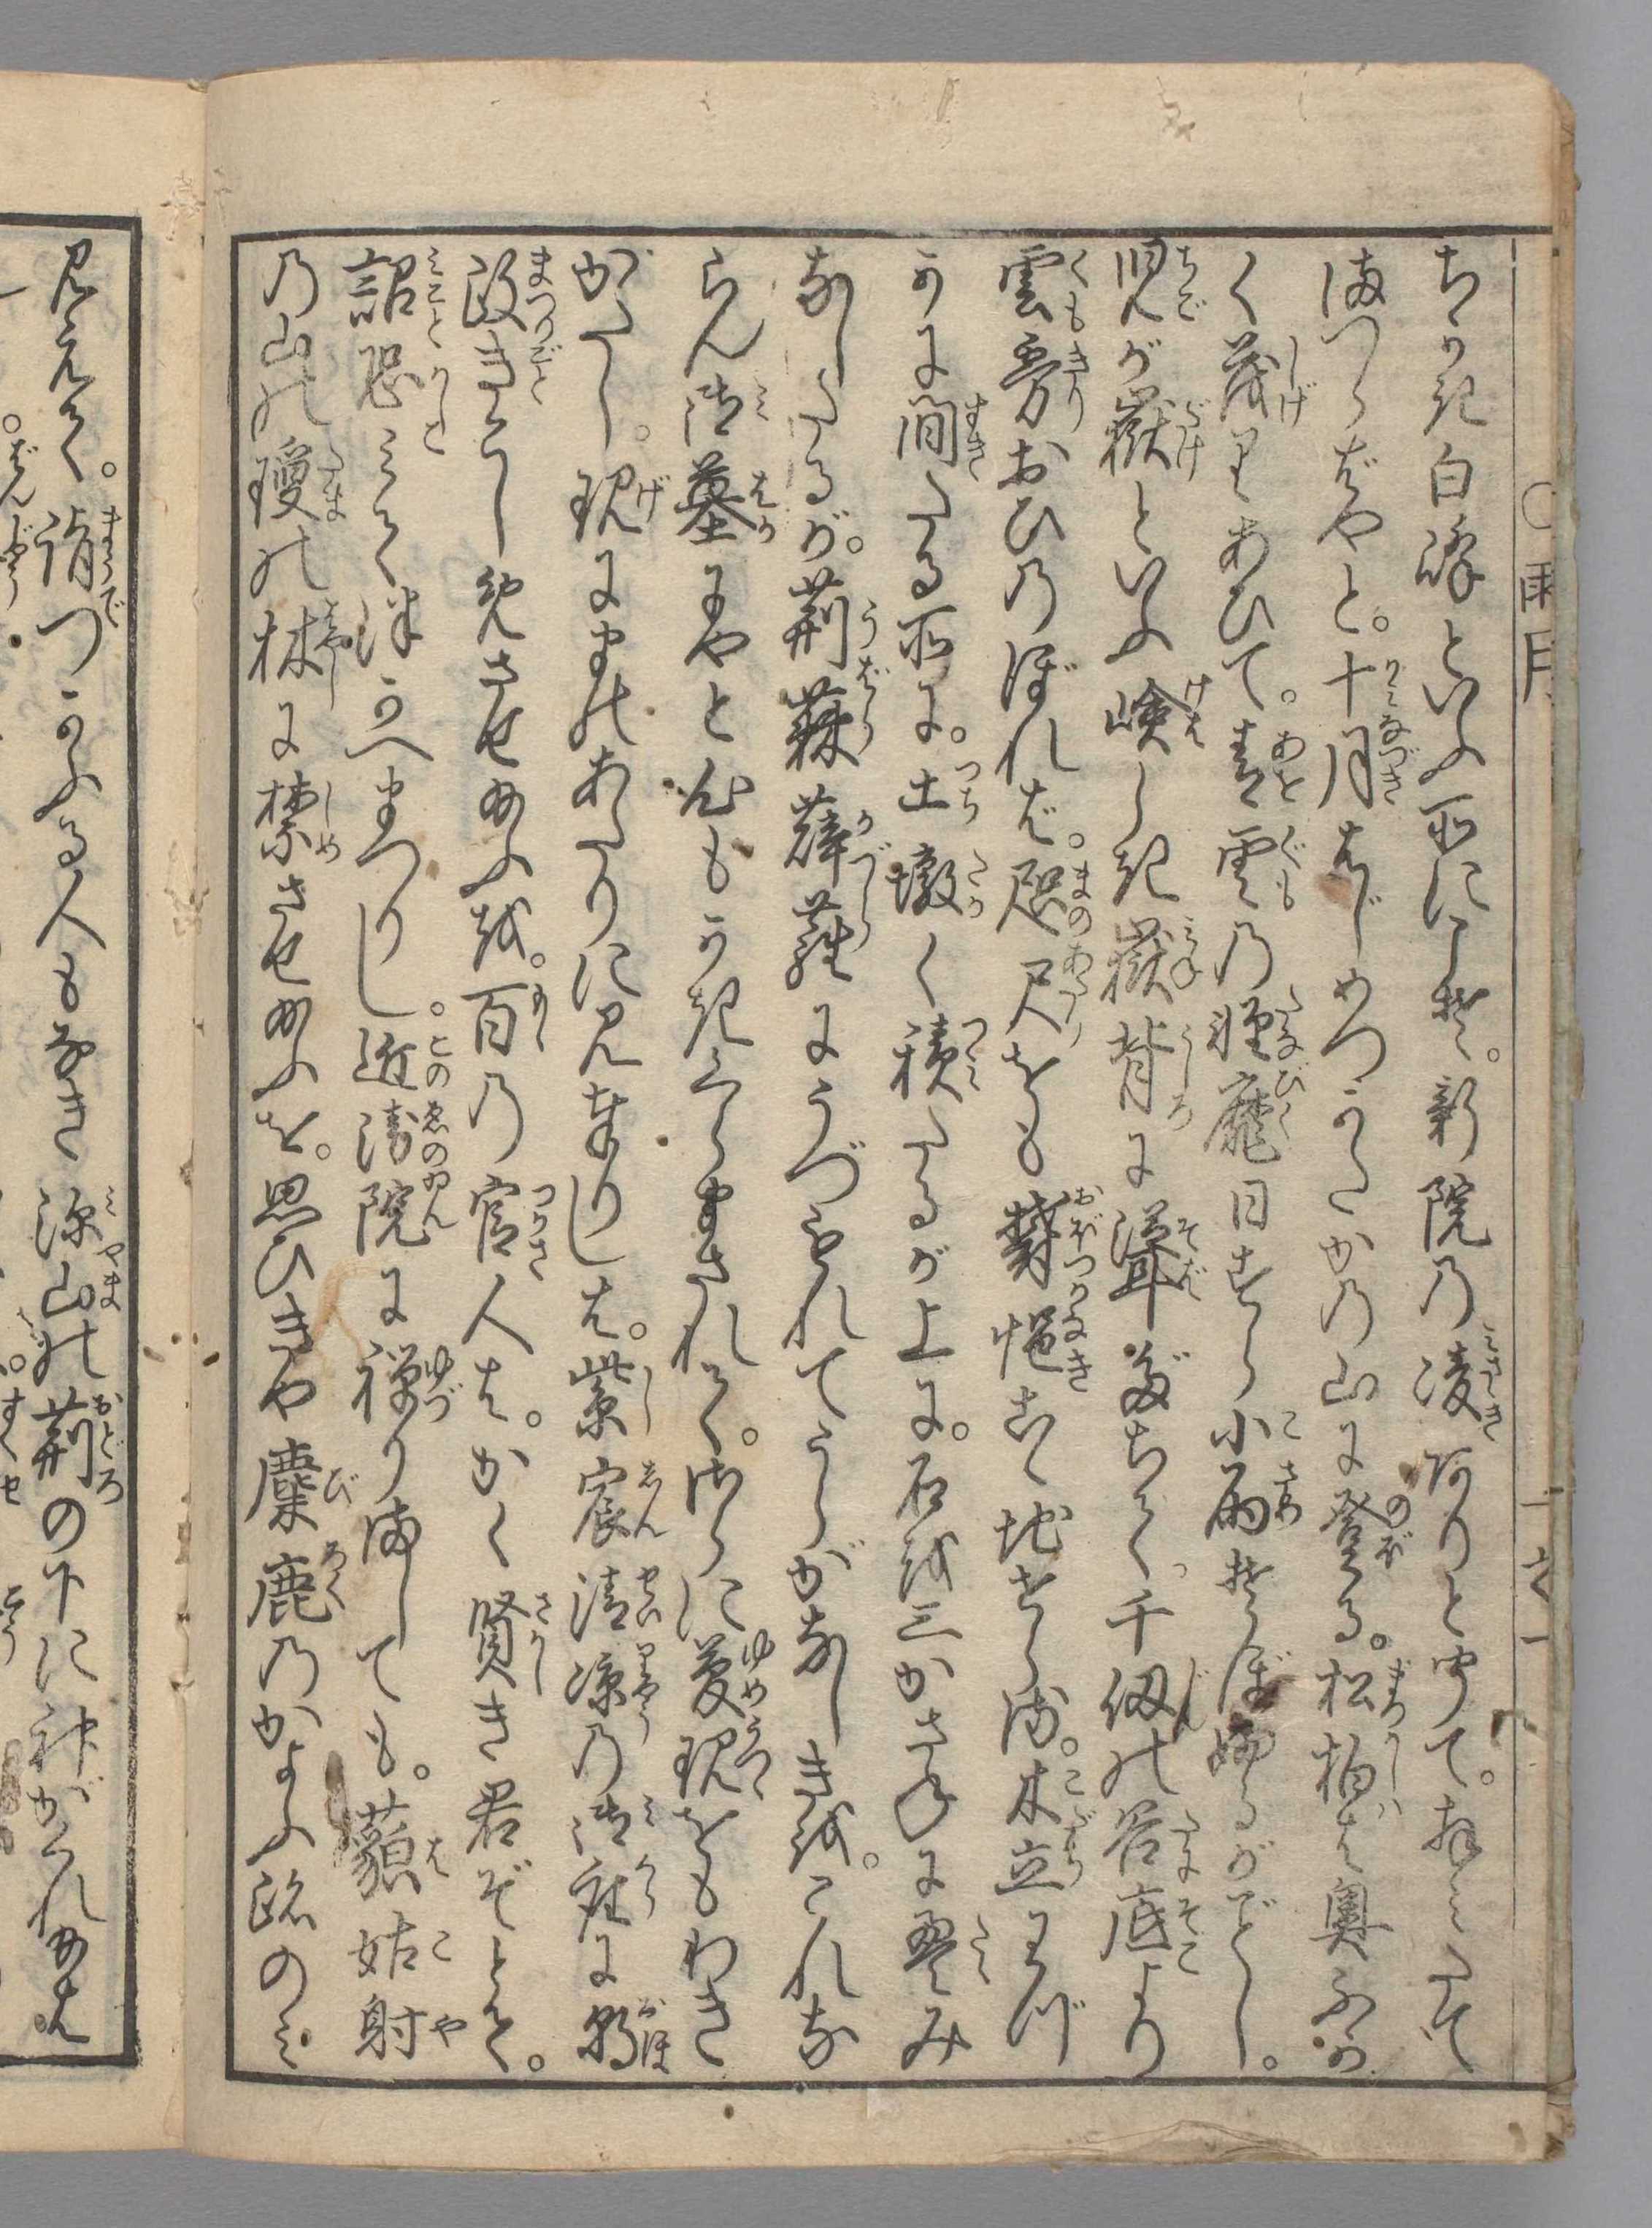 ちかき白峰といふ所にこそ。新院の陵ありと聞て。拝みたて
まつらばやと。十月はじめつかたかの山に登る。松柏は奥ふか
く茂りあひて。青雲の軽靡日すら小雨そぼふるがごとし。
児が嶽といふ嶮しき嶽背に聳だちて。千仭の谷底より
雲霧おひのぼれば。咫尺をも鬱悒こゝ地せらる。木立わづ
かに間たる所に。土墩く積たるが上に。石を三かさねに畳み
なしたるが。荊蕀薜蘿にうづもれてうらがなしきを。これな
らん御墓にやと心もかきくらまされて。さらに夢現をもわき
がたし。現にまのあたりに見奉りしは。紫宸清涼の御座に朝
政きこしめさせ給ふを。百の官人は。かく賢き君ぞとて。
詔恐みてつかへまつりし。近衛院に禅りましても。藐姑射
の山の瓊の林に禁させ給ふを。思ひきや麋鹿のかよふ跡のみ
見えて。詣つかふる人もなき深山の荊の下に神がくれ給は